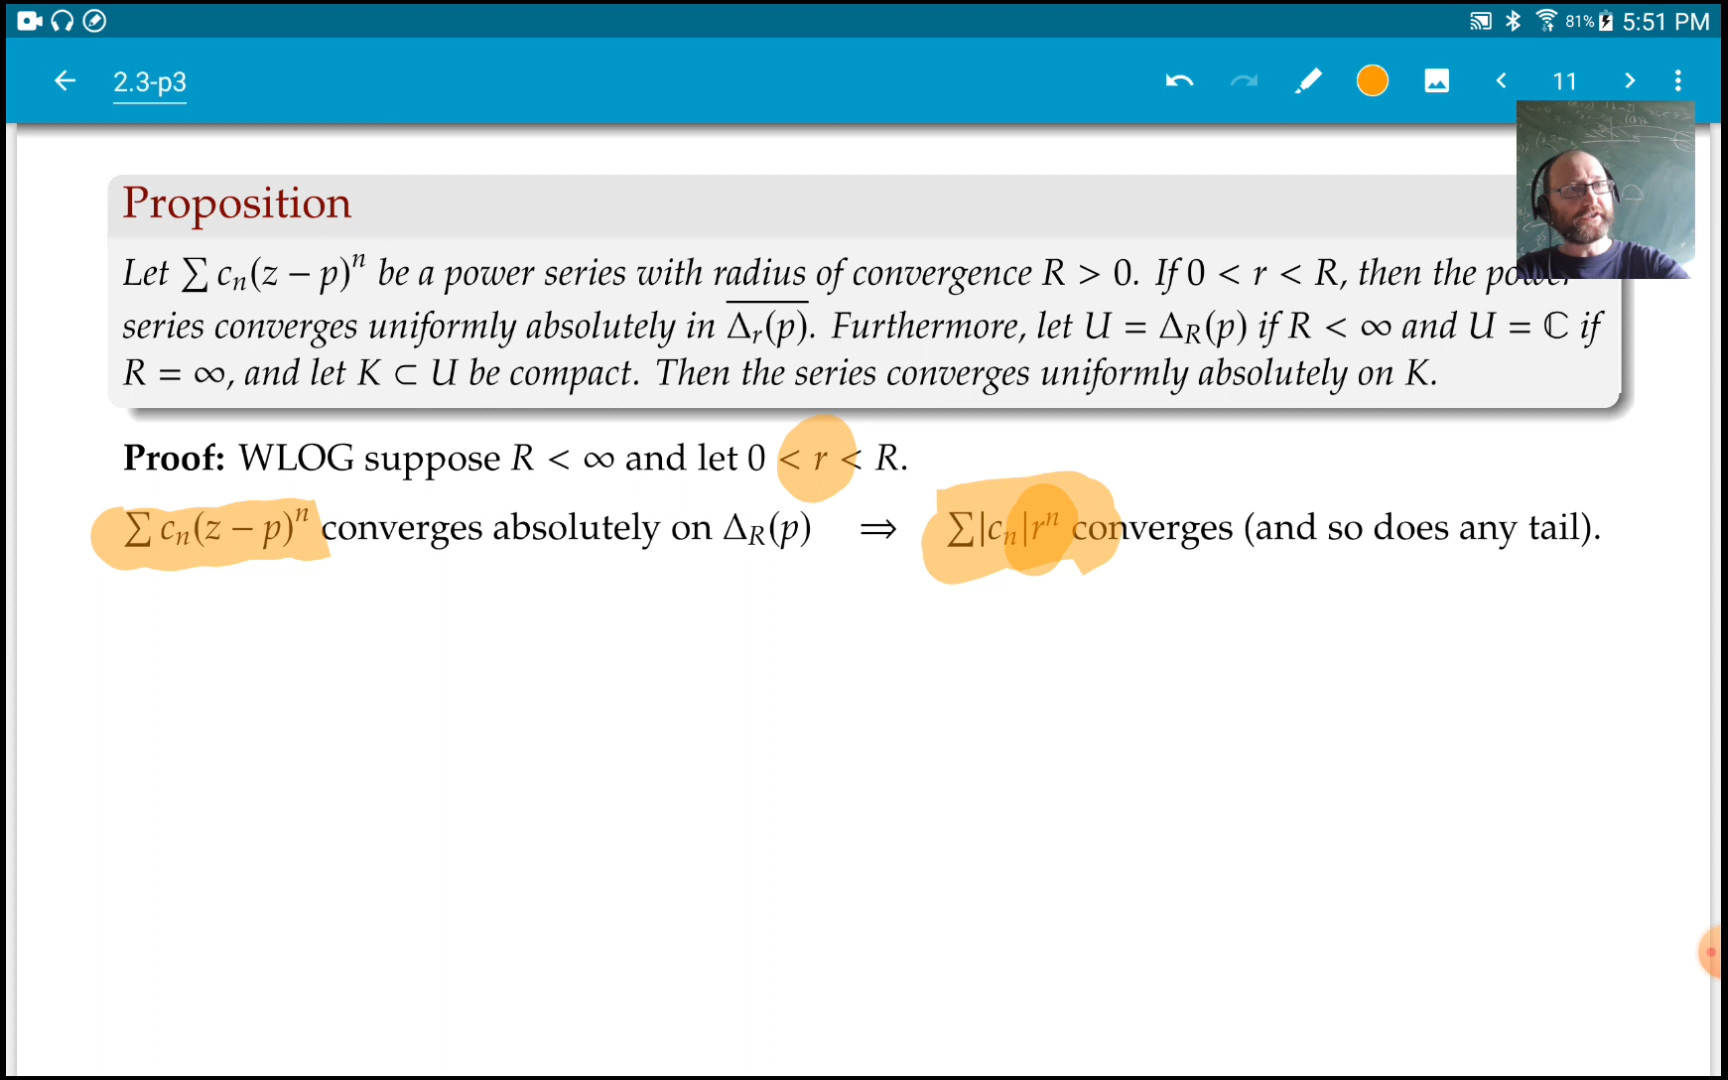 81% 5:51 PM
2.3-p3
11
Proposition
Let ∑ cₙ(z − p)ⁿ be a power series with radius of convergence R > 0. If 0 < r < R, then the power
series converges uniformly absolutely in \overline{Δᵣ(p)}. Furthermore, let U = Δ_R(p) if R < ∞ and U = ℂ if
R = ∞, and let K ⊂ U be compact. Then the series converges uniformly absolutely on K.
Proof: WLOG suppose R < ∞ and let 0 < r < R.
∑ cₙ(z − p)ⁿ converges absolutely on Δ_R(p) ⇒ ∑|cₙ|rⁿ converges (and so does any tail).